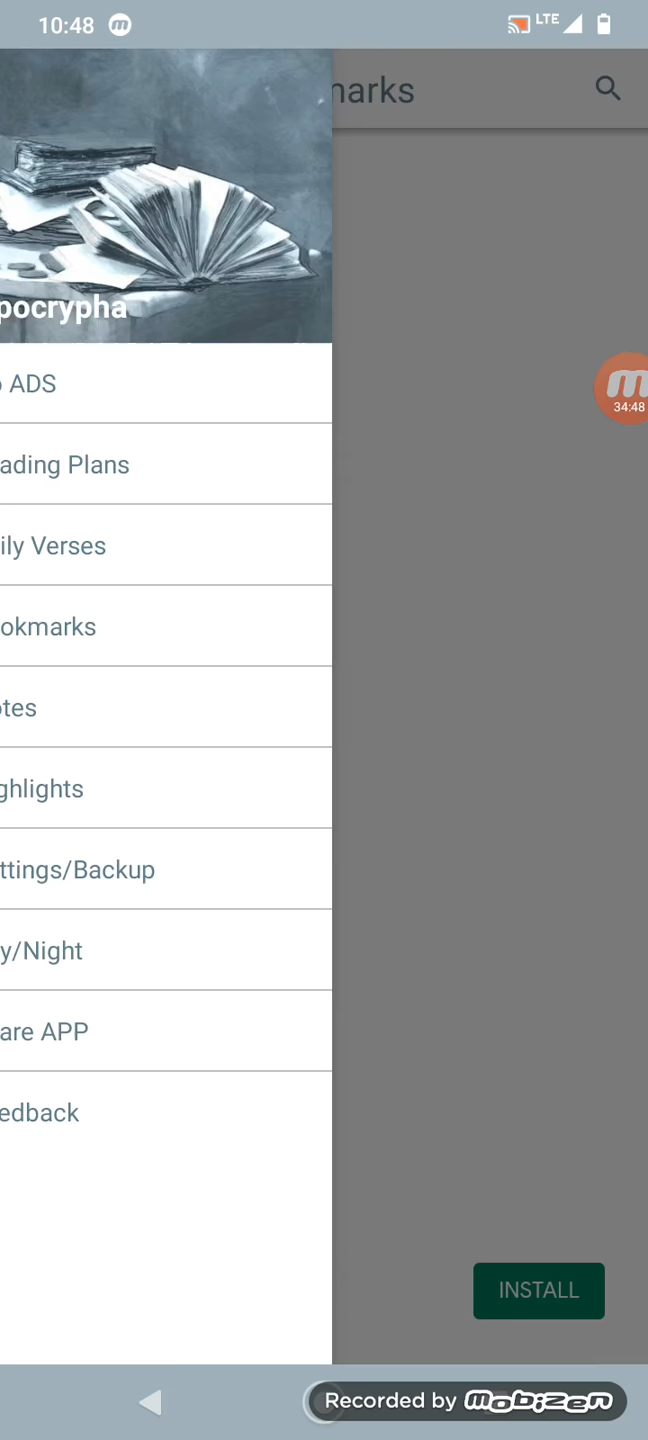 10:48 m LTE
marks
pocrypha
o ADS
ading Plans
ily Verses
okmarks
otes
ghlights
ttings/Backup
y/Night
are APP
edback
m
34:48
INSTALL
Recorded by mobizen